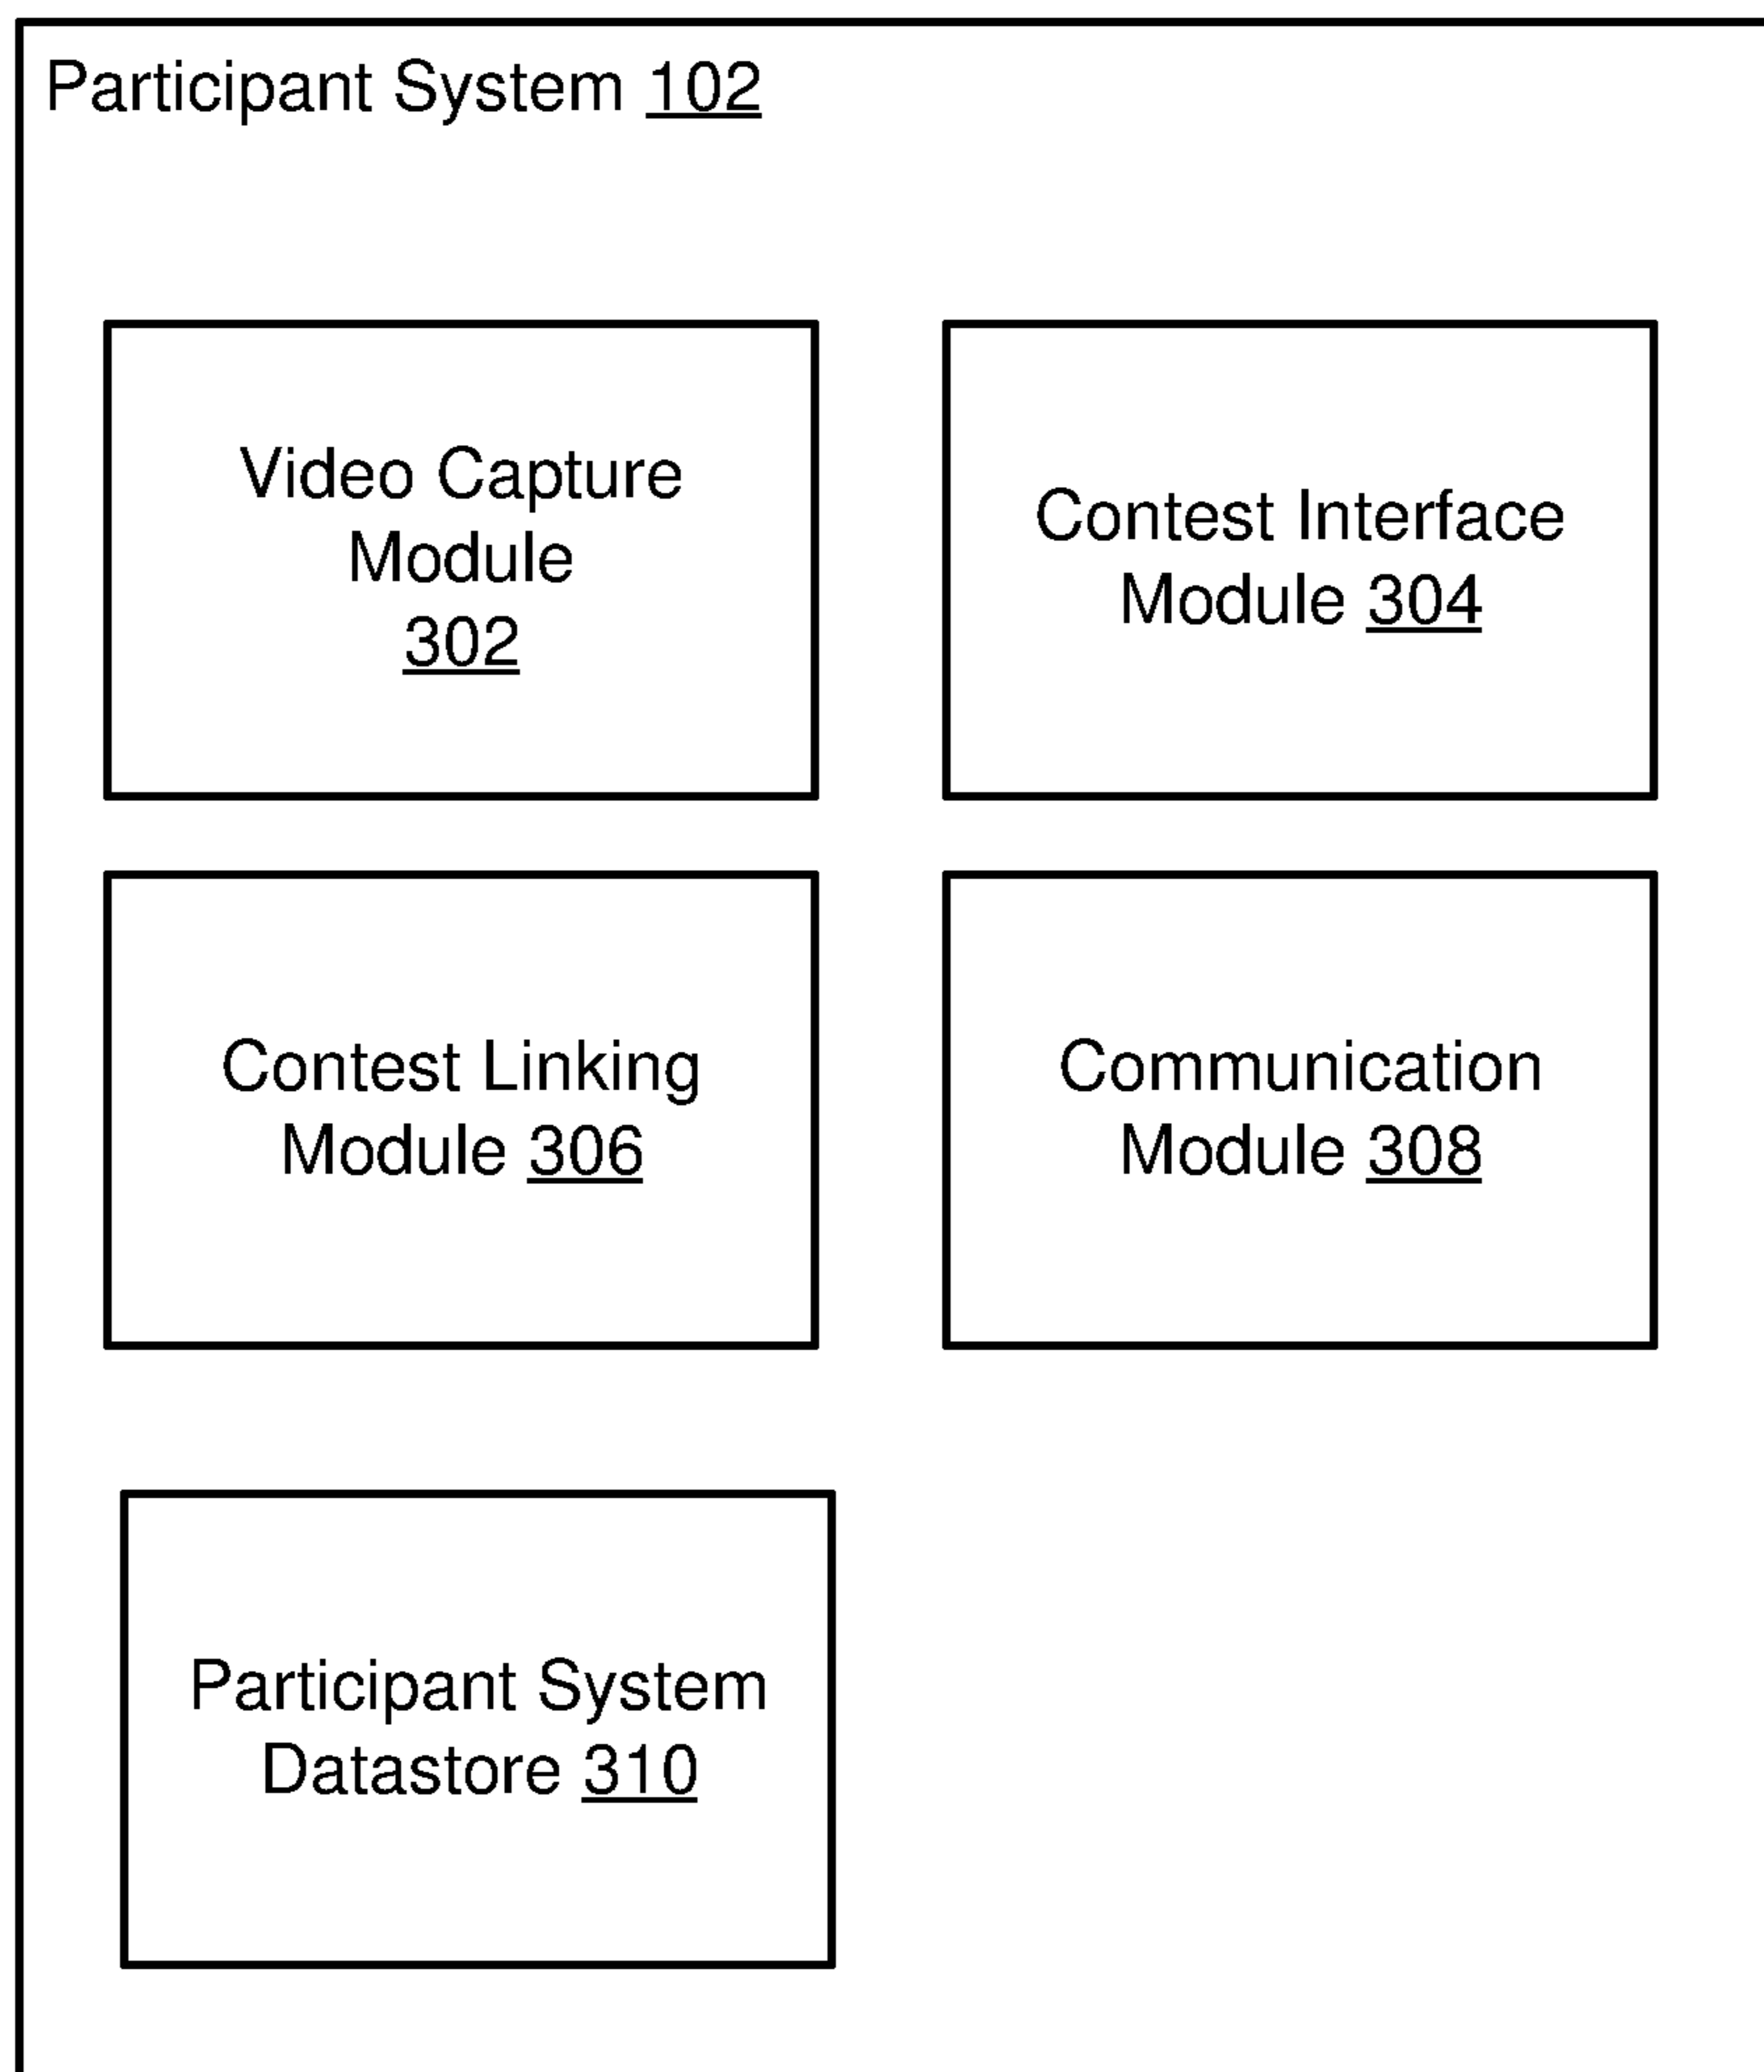 Participant System 102
Video Capture
Module
302
Contest Interface
Module 304
Contest Linking
Module 306
Communication
Module 308
Participant System
Datastore 310